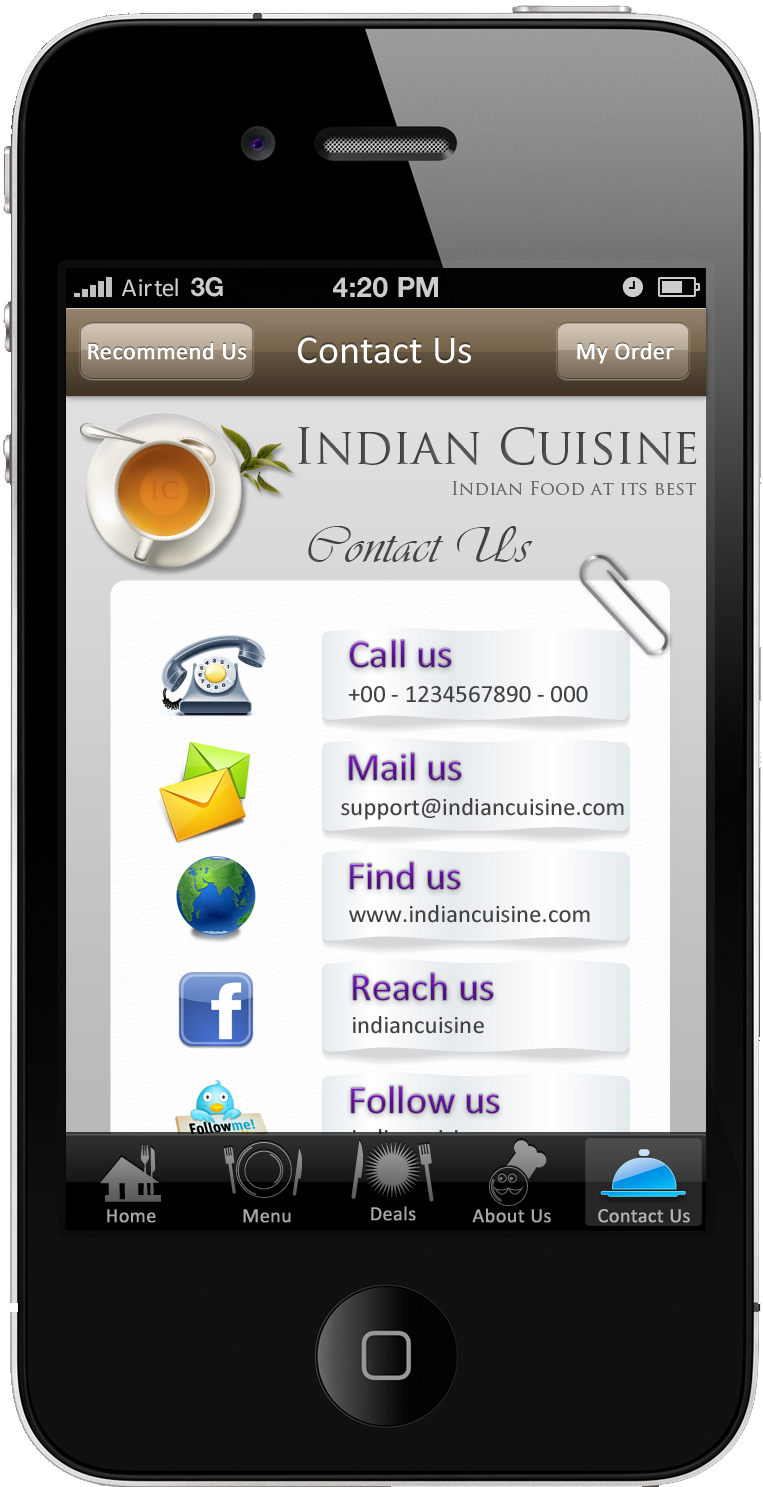 Airtel 3G 4:20 PM
Recommend Us Contact Us My Order
INDIAN CUISINE
INDIAN FOOD AT ITS BEST
IC
Contact Us
Call us
+00 - 1234567890 - 000
Mail us
support@indiancuisine.com
Find us
www.indiancuisine.com
Reach us
indiancuisine
Follow us
Followme!
Home Menu Deals About Us Contact Us